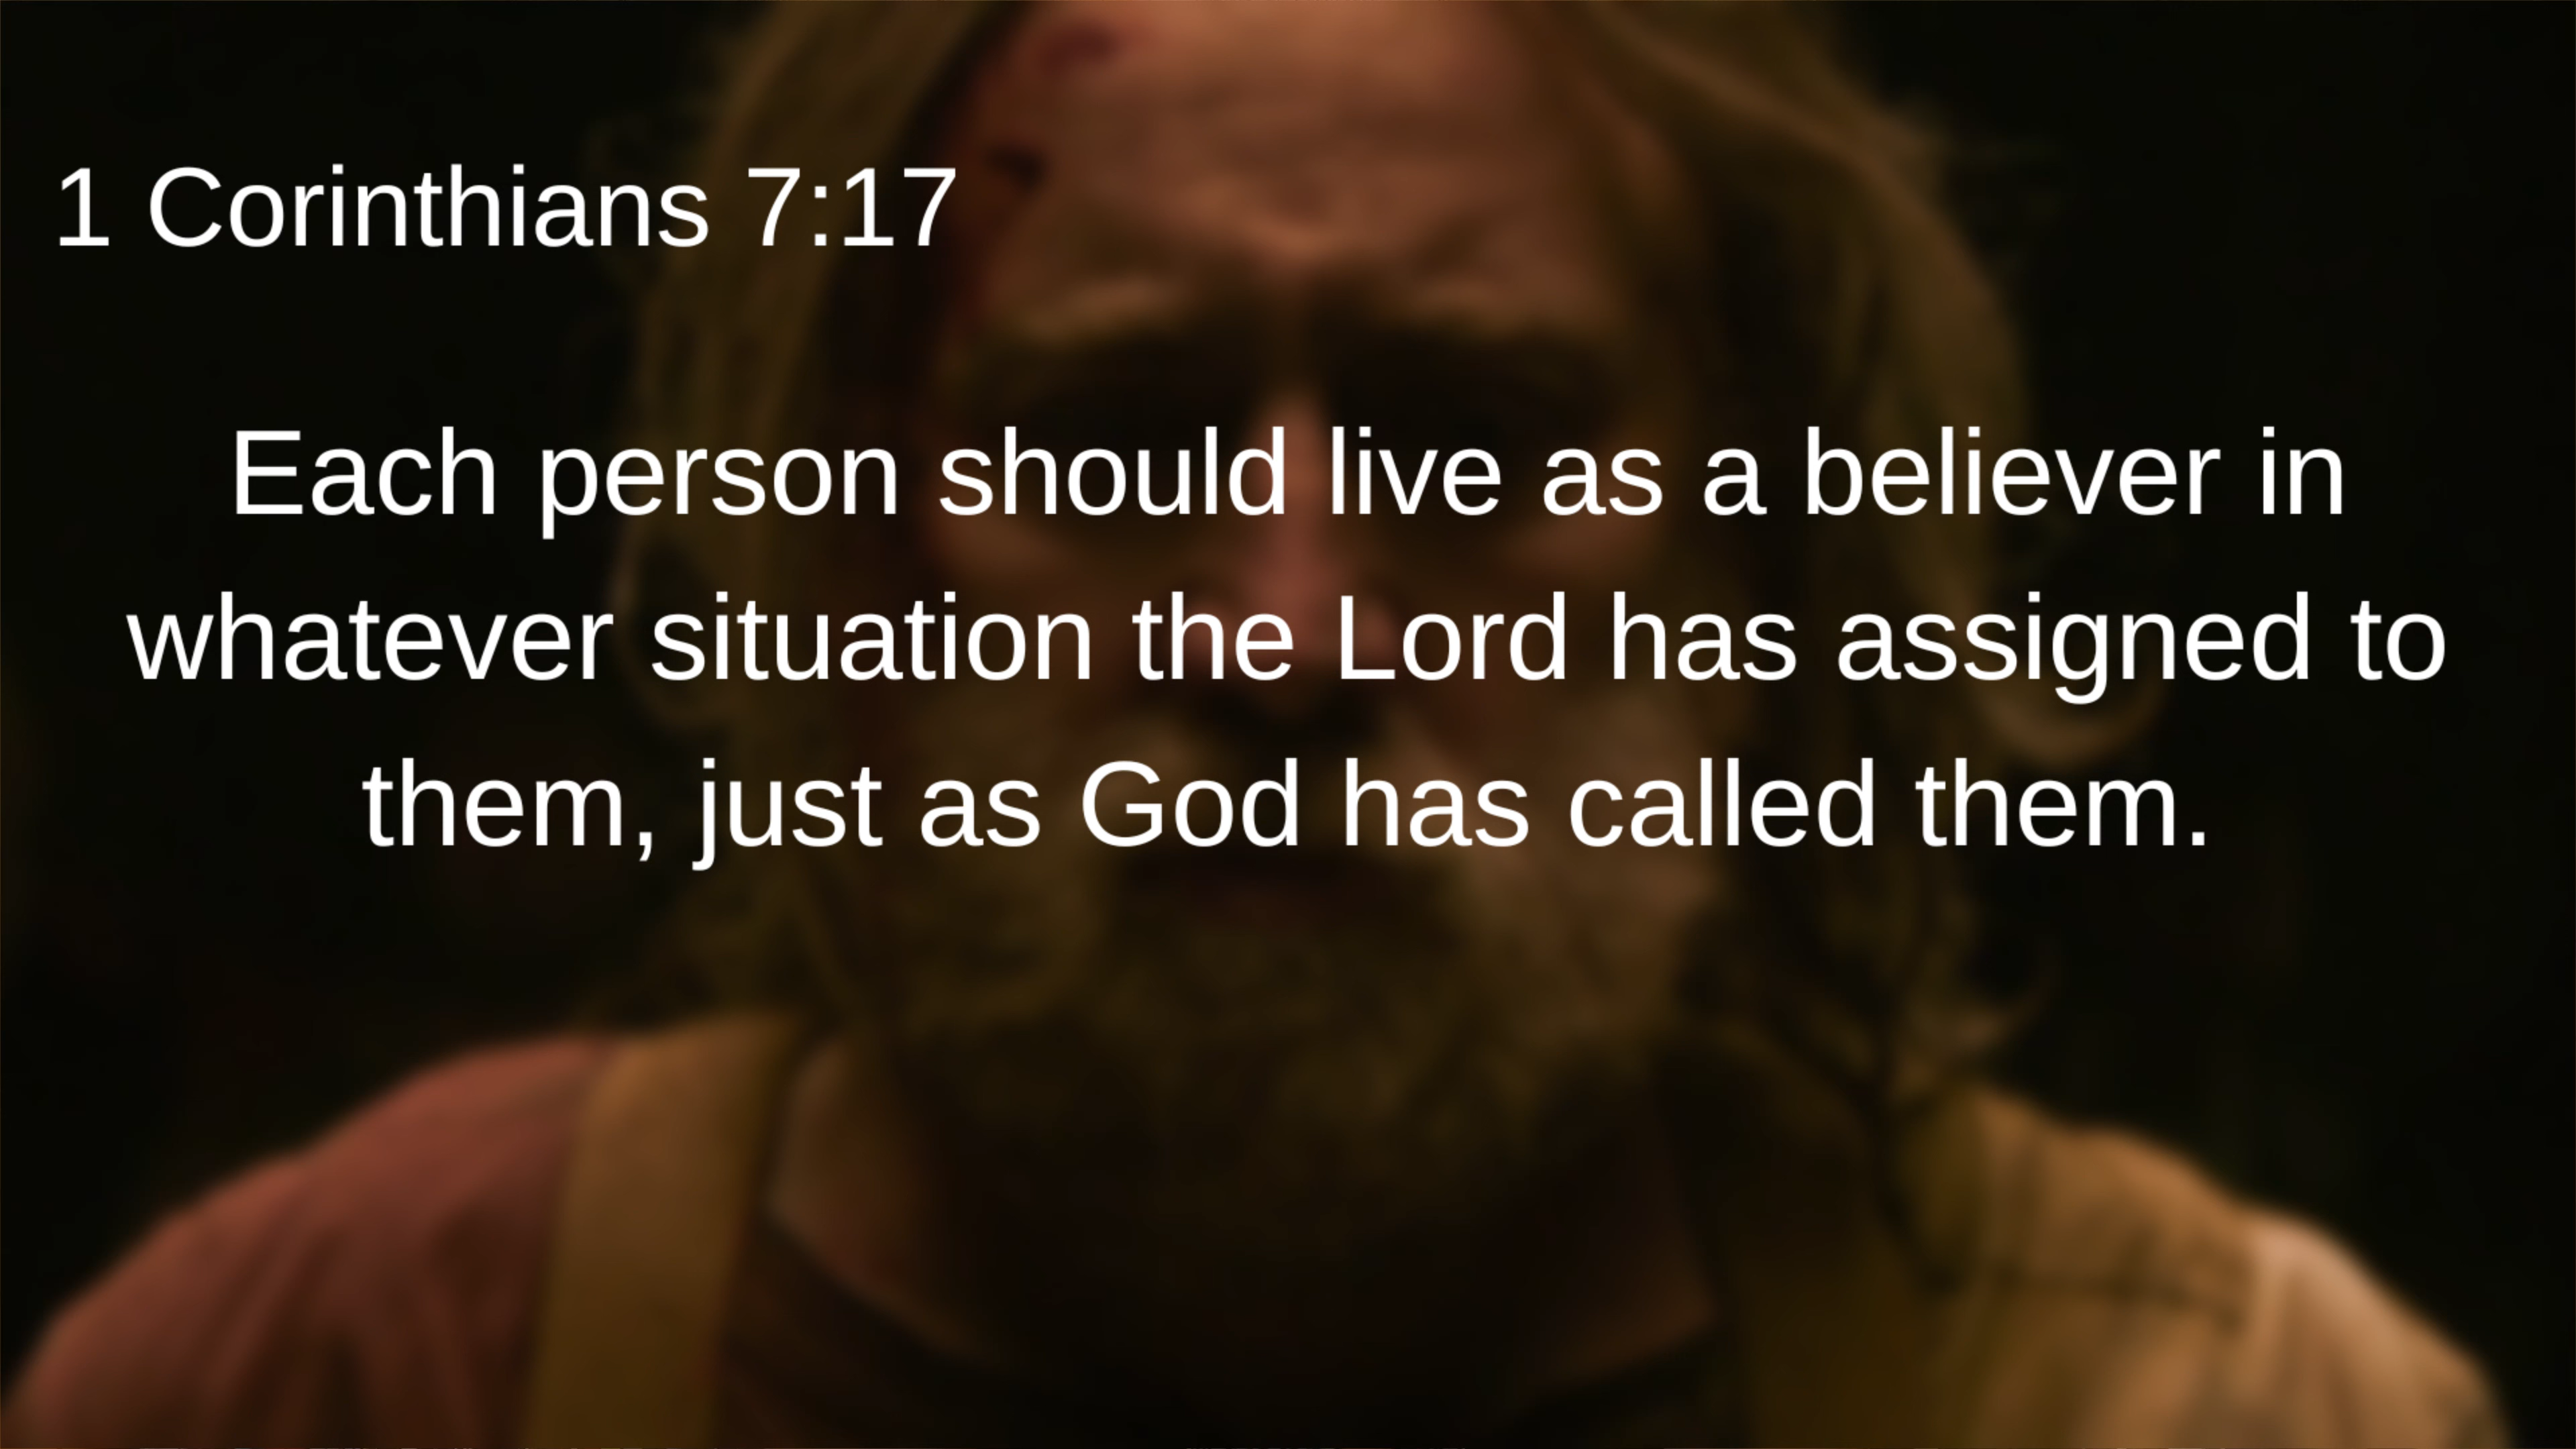 1 Corinthians 7:17
Each person should live as a believer in
whatever situation the Lord has assigned to
them, just as God has called them.